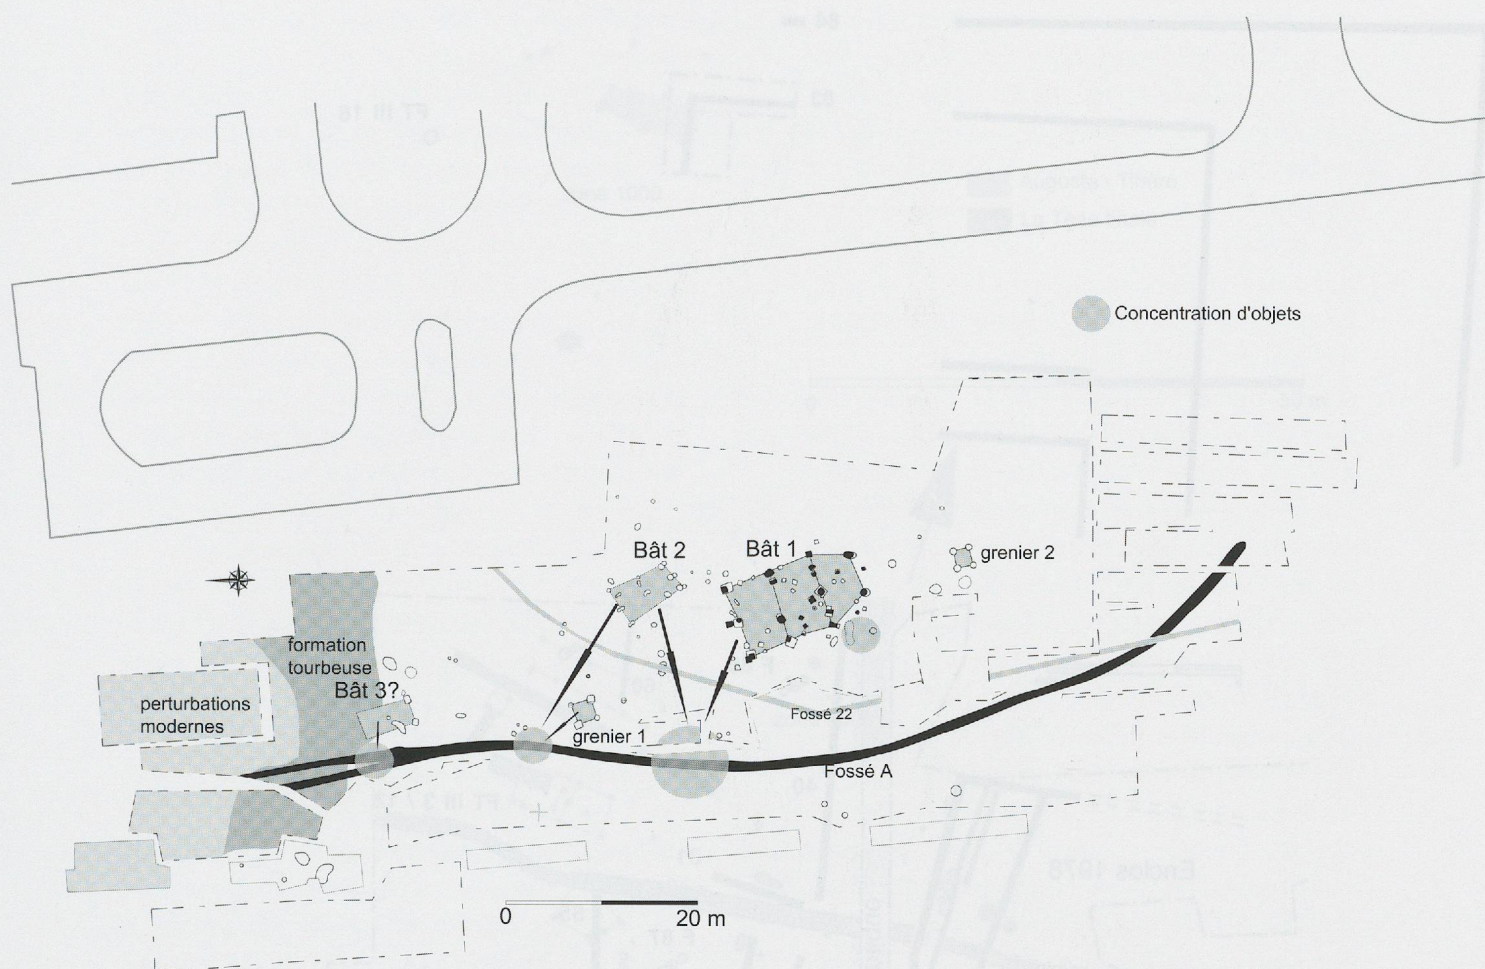 Concentration d'objets
Bât 2
Bât 1
grenier 2
formation
tourbeuse
Bât 3?
perturbations
modernes
grenier 1
Fossé 22
Fossé A
0
20 m